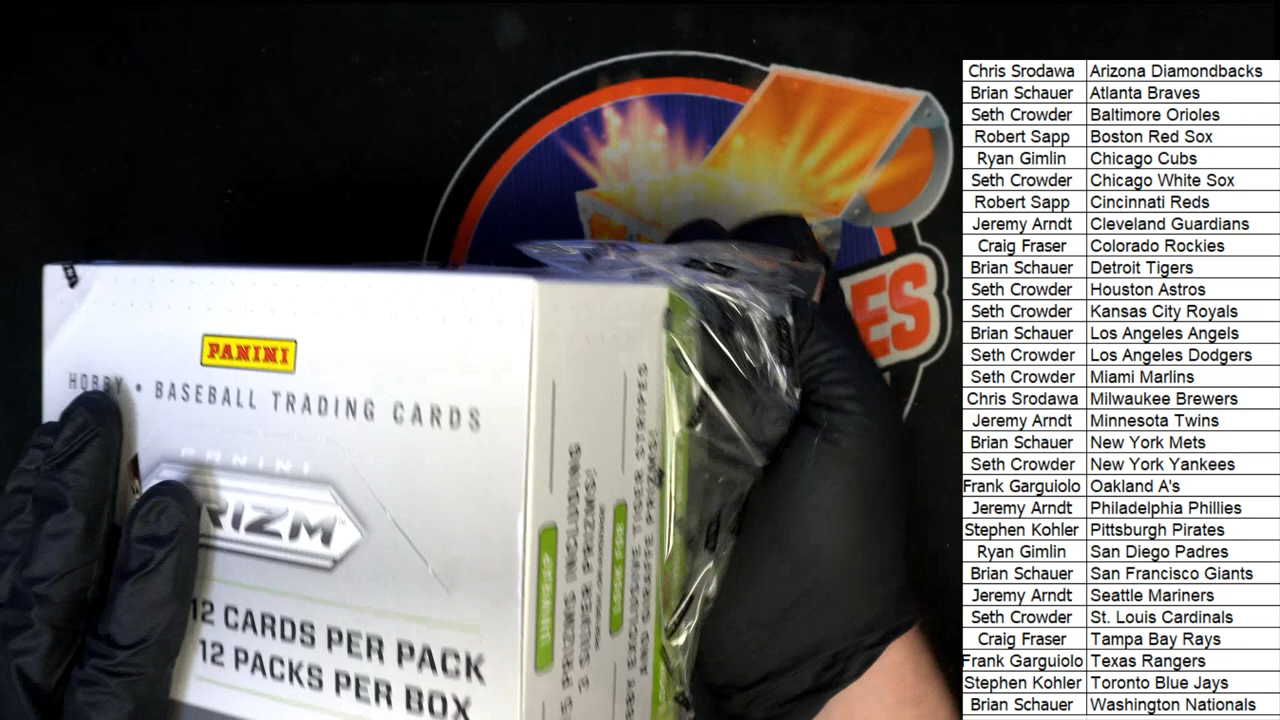 PANINI
HOBBY • BASEBALL TRADING CARDS
PANINI
RIZM
12 CARDS PER PACK
12 PACKS PER BOX
3 SILVER PRIZMS!
ES
Chris Srodawa Arizona Diamondbacks
Brian Schauer Atlanta Braves
Seth Crowder Baltimore Orioles
Robert Sapp Boston Red Sox
Ryan Gimlin Chicago Cubs
Seth Crowder Chicago White Sox
Robert Sapp Cincinnati Reds
Jeremy Arndt Cleveland Guardians
Craig Fraser Colorado Rockies
Brian Schauer Detroit Tigers
Seth Crowder Houston Astros
Seth Crowder Kansas City Royals
Brian Schauer Los Angeles Angels
Seth Crowder Los Angeles Dodgers
Seth Crowder Miami Marlins
Chris Srodawa Milwaukee Brewers
Jeremy Arndt Minnesota Twins
Brian Schauer New York Mets
Seth Crowder New York Yankees
Frank Garguiolo Oakland A's
Jeremy Arndt Philadelphia Phillies
Stephen Kohler Pittsburgh Pirates
Ryan Gimlin San Diego Padres
Brian Schauer San Francisco Giants
Jeremy Arndt Seattle Mariners
Seth Crowder St. Louis Cardinals
Craig Fraser Tampa Bay Rays
Frank Garguiolo Texas Rangers
Stephen Kohler Toronto Blue Jays
Brian Schauer Washington Nationals